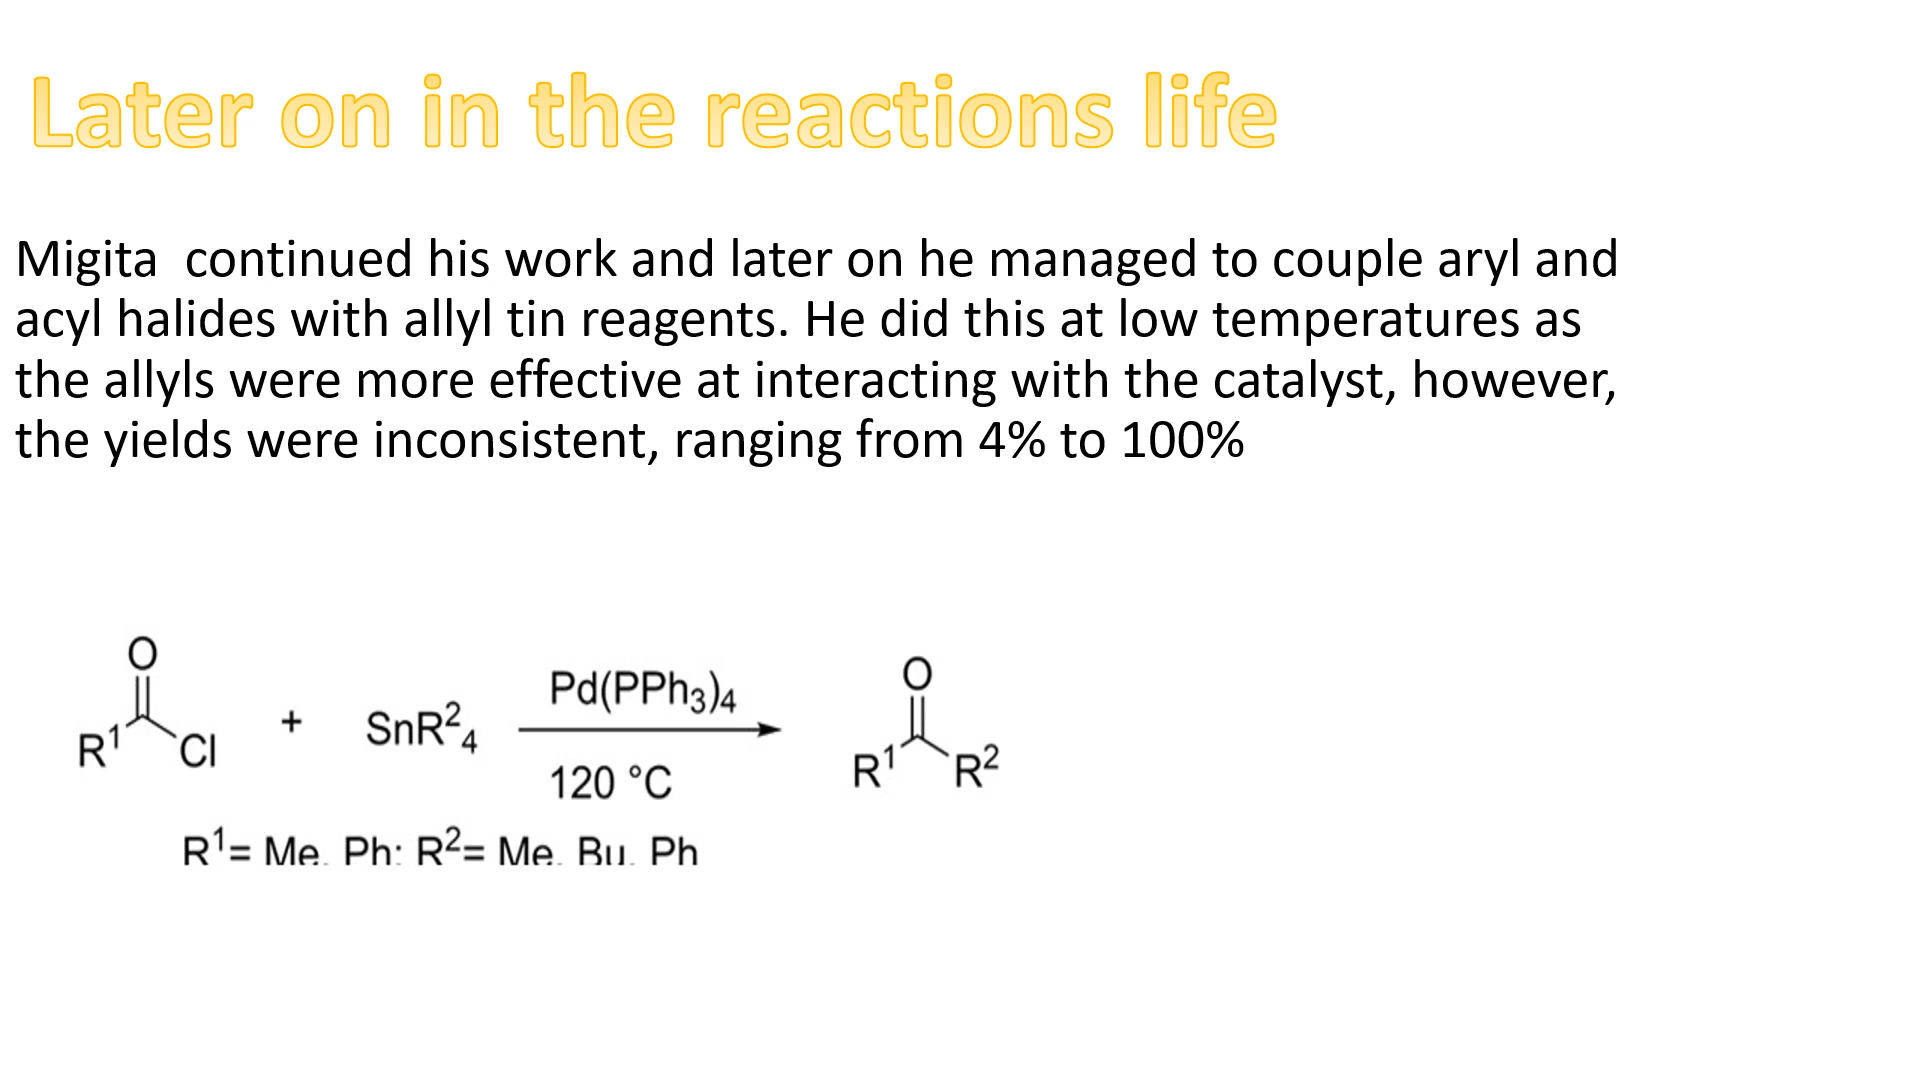 Later on in the reactions life
Migita  continued his work and later on he managed to couple aryl and
acyl halides with allyl tin reagents. He did this at low temperatures as
the allyls were more effective at interacting with the catalyst, however,
the yields were inconsistent, ranging from 4% to 100%
O
R¹ Cl + SnR²₄
Pd(PPh₃)₄
120 °C
O
R¹ R²
R¹= Me. Ph: R²= Me. Bu. Ph